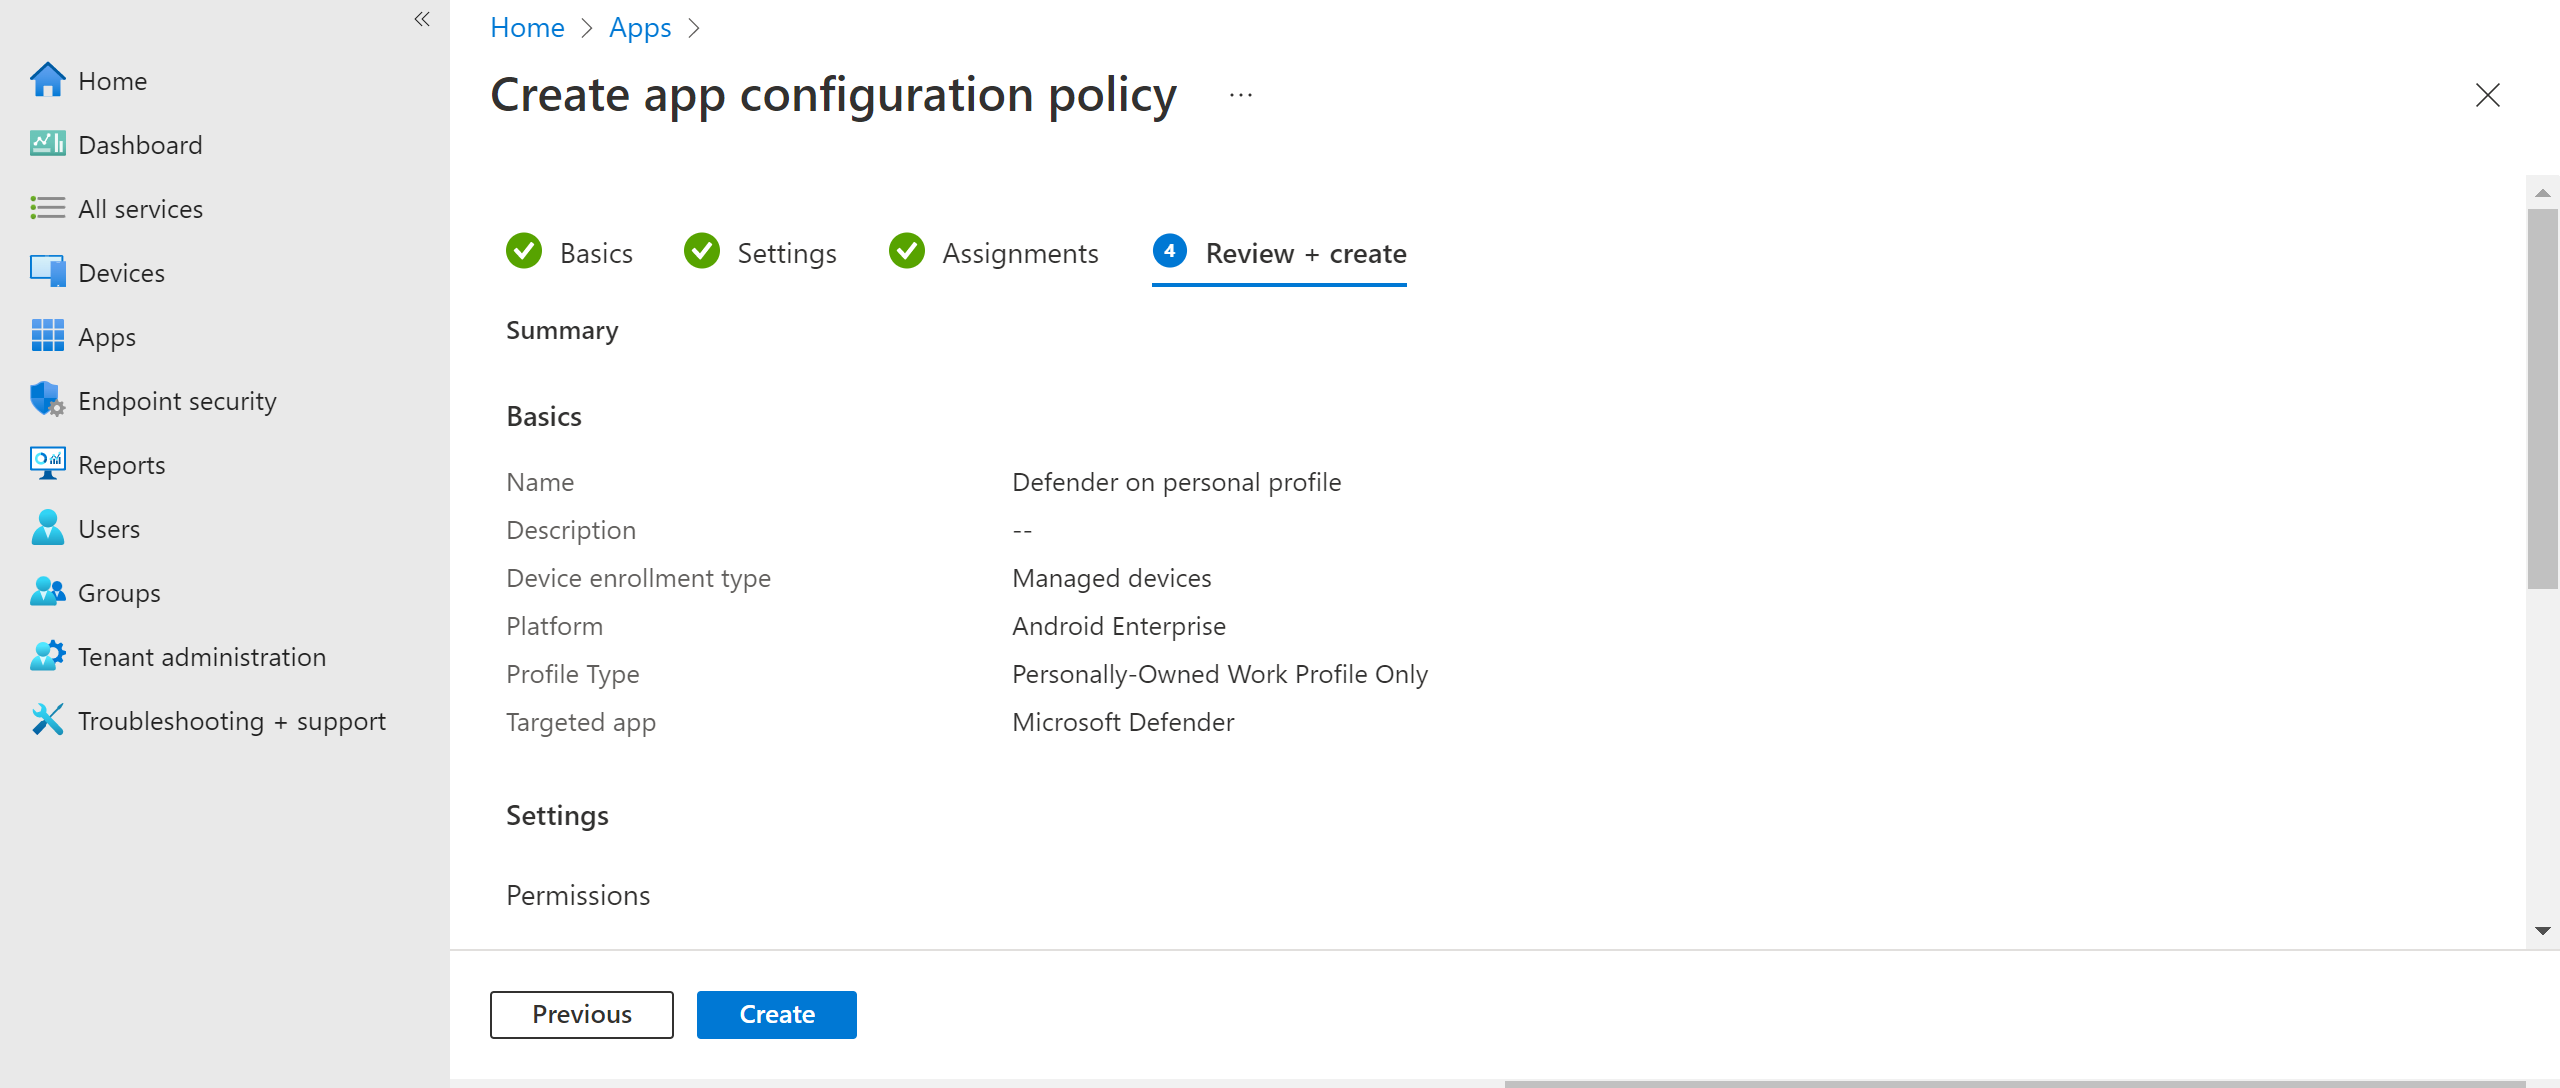 Home
Dashboard
All services
Devices
Apps
Endpoint security
Reports
Users
Groups
Tenant administration
Troubleshooting + support
Home > Apps >
Create app configuration policy ...
Basics Settings Assignments 4 Review + create
Summary
Basics
Name Defender on personal profile
Description --
Device enrollment type Managed devices
Platform Android Enterprise
Profile Type Personally-Owned Work Profile Only
Targeted app Microsoft Defender
Settings
Permissions
Previous Create